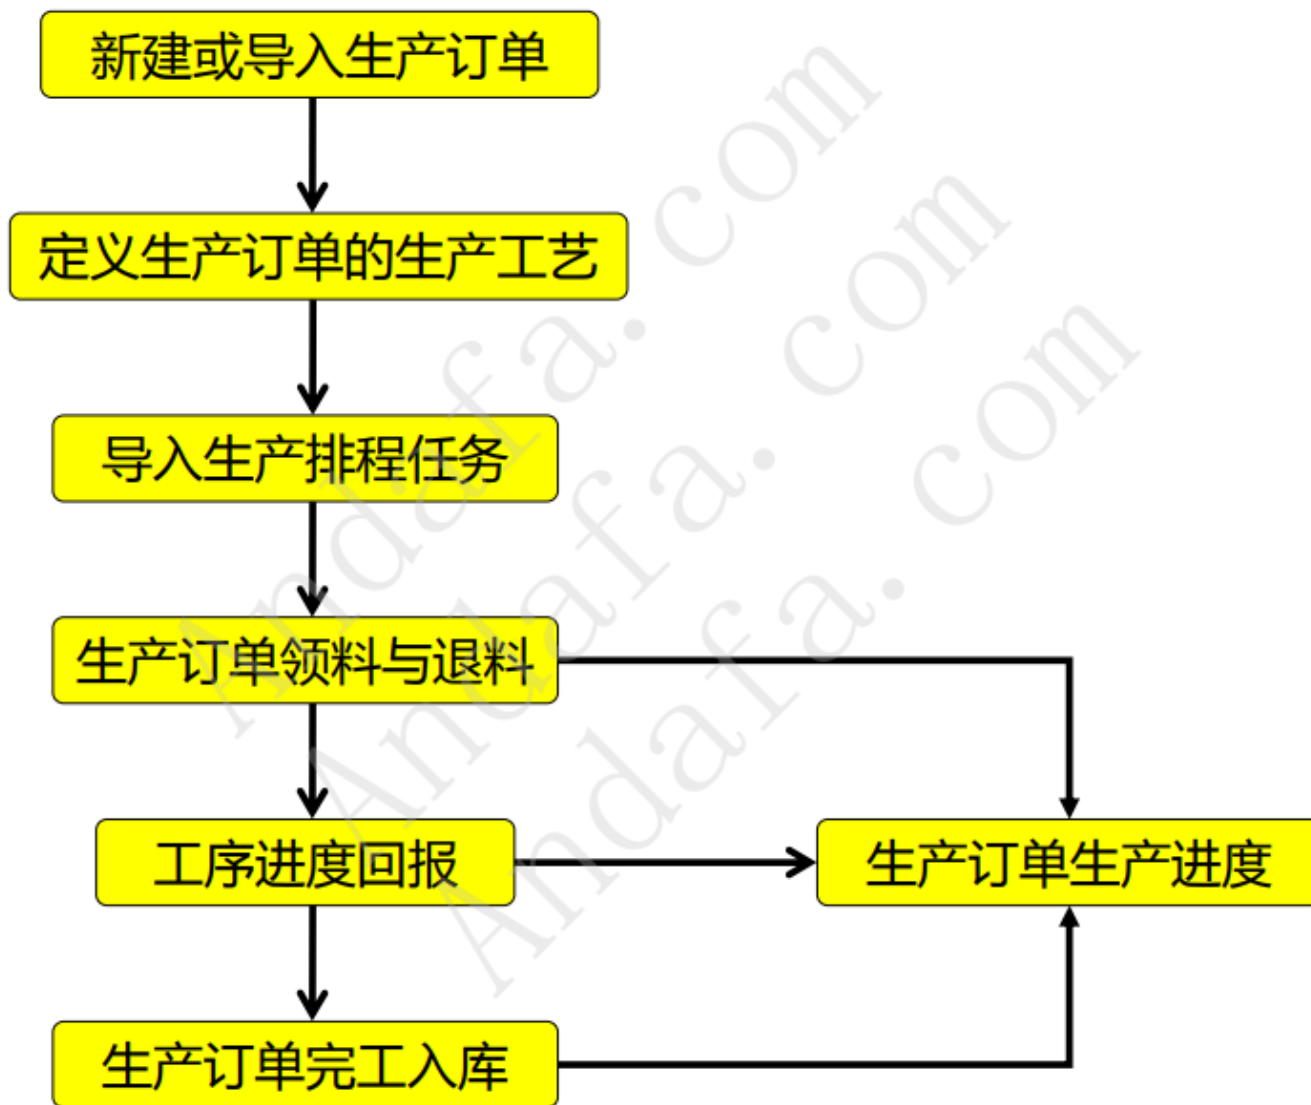 新建或导入生产订单
定义生产订单的生产工艺
导入生产排程任务
生产订单领料与退料
工序进度回报
生产订单生产进度
生产订单完工入库
Andafa.com
Andafa.com
Andafa.com